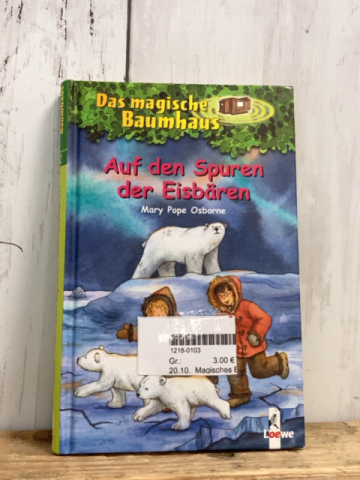 Das magische
Baumhaus
Auf den Spuren
der Eisbären
Mary Pope Osborne
1218-0103
Gr.: 3.00 €
20.10. Magisches
Loewe
Baumhaus